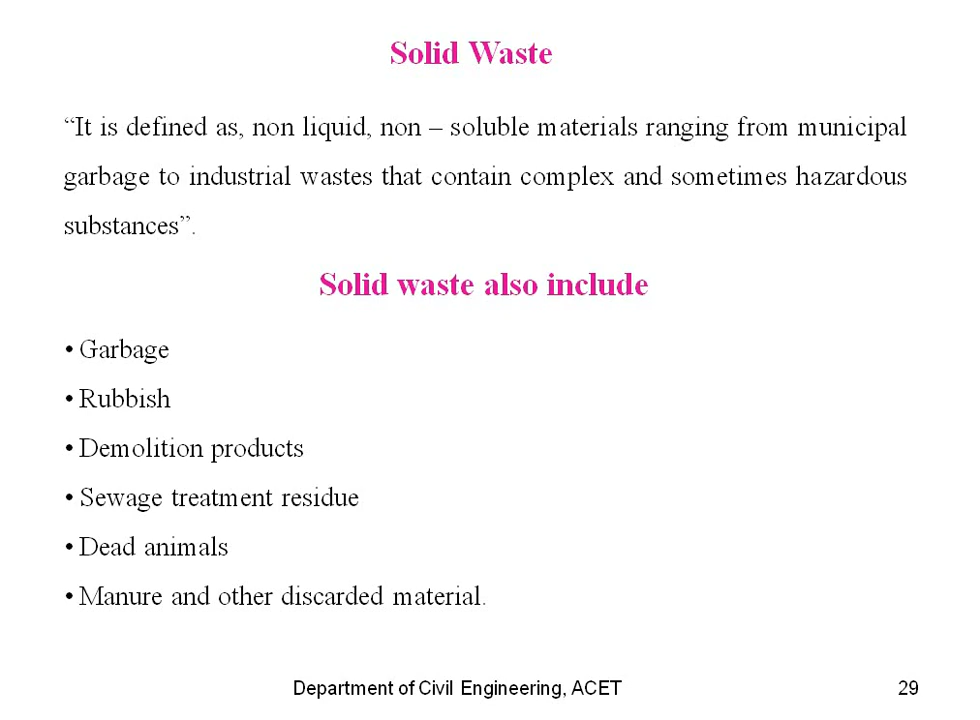 Solid Waste
“It is defined as, non liquid, non – soluble materials ranging from municipal
garbage to industrial wastes that contain complex and sometimes hazardous
substances”.
Solid waste also include
• Garbage
• Rubbish
• Demolition products
• Sewage treatment residue
• Dead animals
• Manure and other discarded material.
Department of Civil Engineering, ACET 29